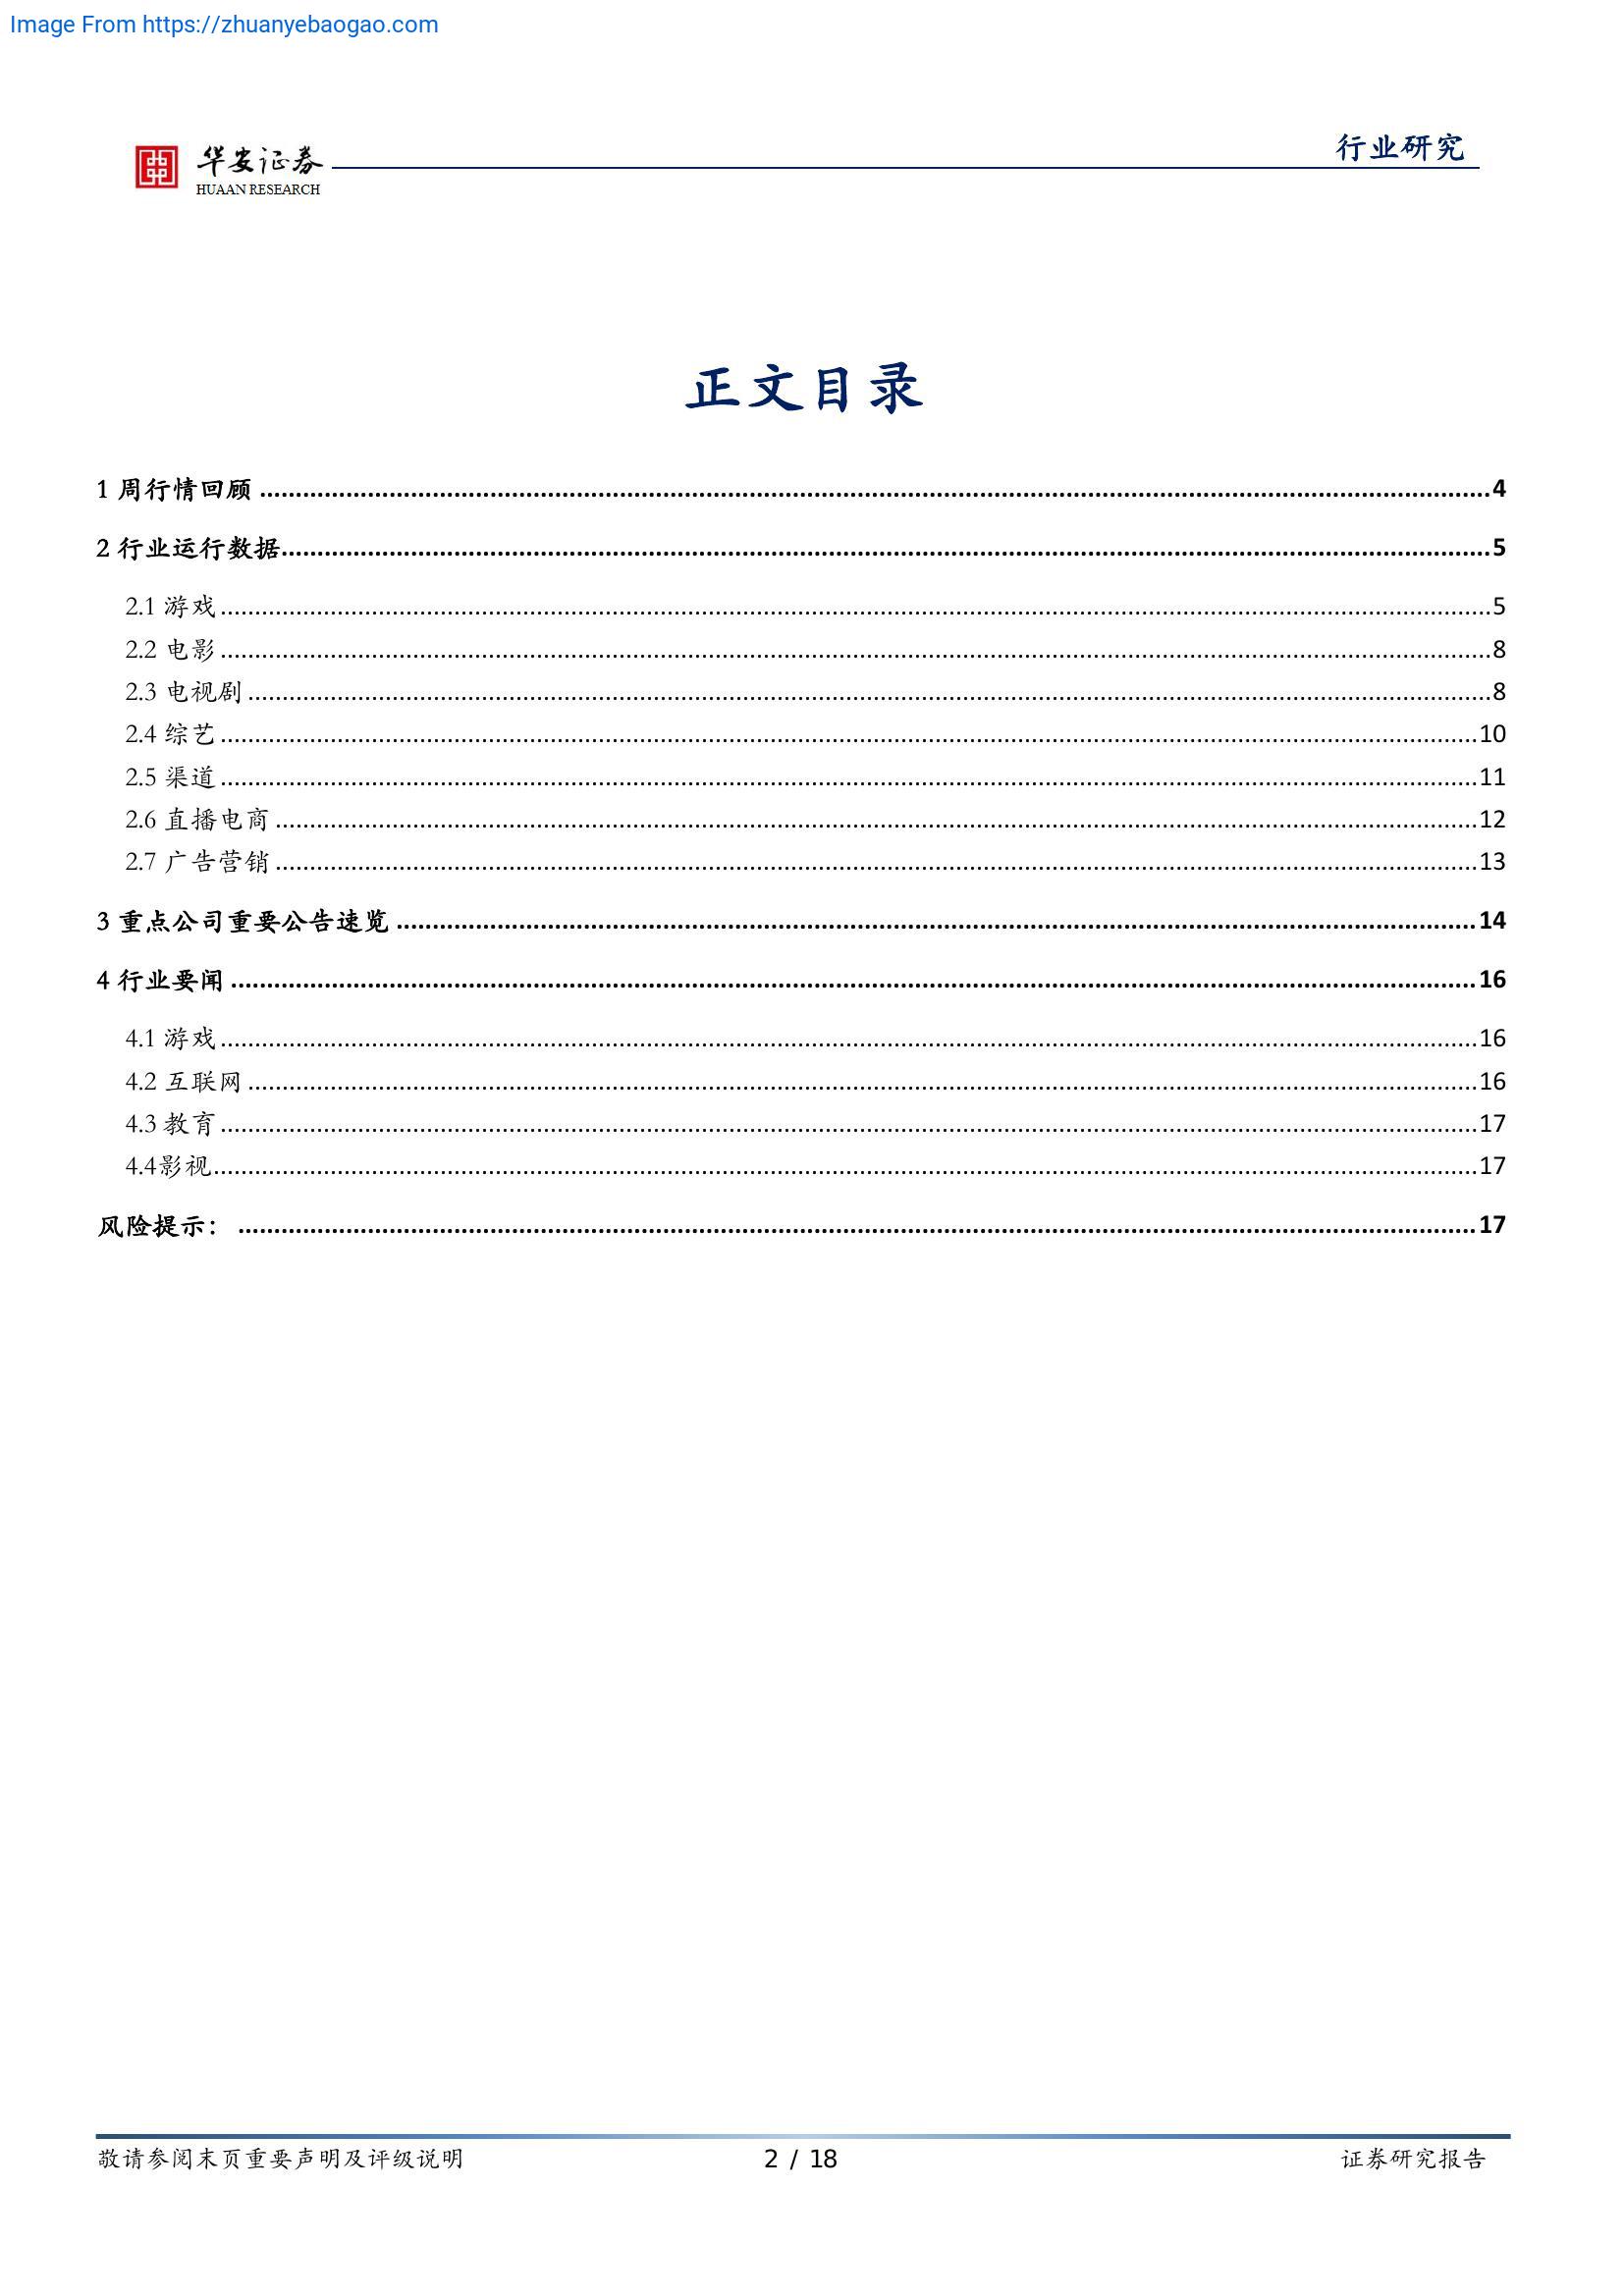 Image From https://zhuanyebaogao.com
华安证券
HUAAN RESEARCH
行业研究
正文目录
1 周行情回顾 ........ 4
2 行业运行数据 ........ 5
2.1 游戏 ........ 5
2.2 电影 ........ 8
2.3 电视剧 ........ 8
2.4 综艺 ........ 10
2.5 渠道 ........ 11
2.6 直播电商 ........ 12
2.7 广告营销 ........ 13
3 重点公司重要公告速览 ........ 14
4 行业要闻 ........ 16
4.1 游戏 ........ 16
4.2 互联网 ........ 16
4.3 教育 ........ 17
4.4影视 ........ 17
风险提示： ........ 17
敬请参阅末页重要声明及评级说明 2 / 18 证券研究报告